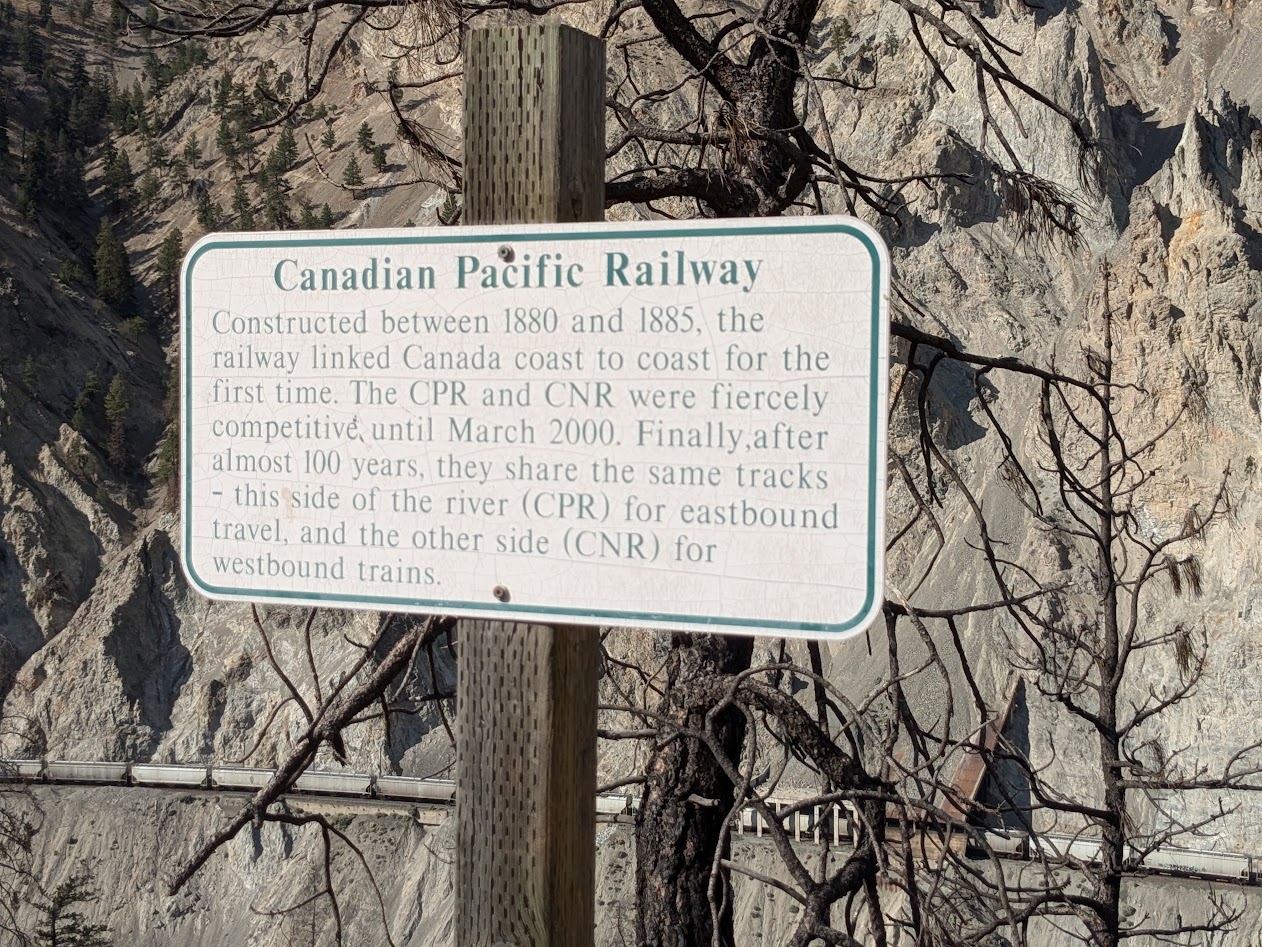 Canadian Pacific Railway
Constructed between 1880 and 1885, the
railway linked Canada coast to coast for the
first time. The CPR and CNR were fiercely
competitive, until March 2000. Finally,after
almost 100 years, they share the same tracks
- this side of the river (CPR) for eastbound
travel, and the other side (CNR) for
westbound trains.